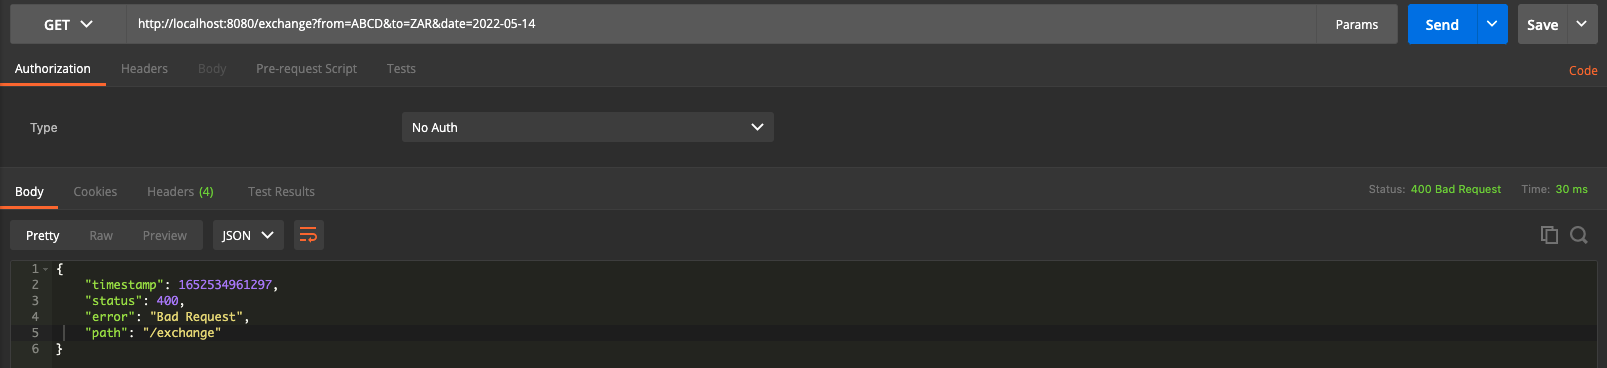 GET http://localhost:8080/exchange?from=ABCD&to=ZAR&date=2022-05-14 Params Send Save
Authorization Headers Body Pre-request Script Tests Code
Type No Auth
Body Cookies Headers (4) Test Results Status: 400 Bad Request Time: 30 ms
Pretty Raw Preview JSON
1 {
2 "timestamp": 1652534961297,
3 "status": 400,
4 "error": "Bad Request",
5 "path": "/exchange"
6 }